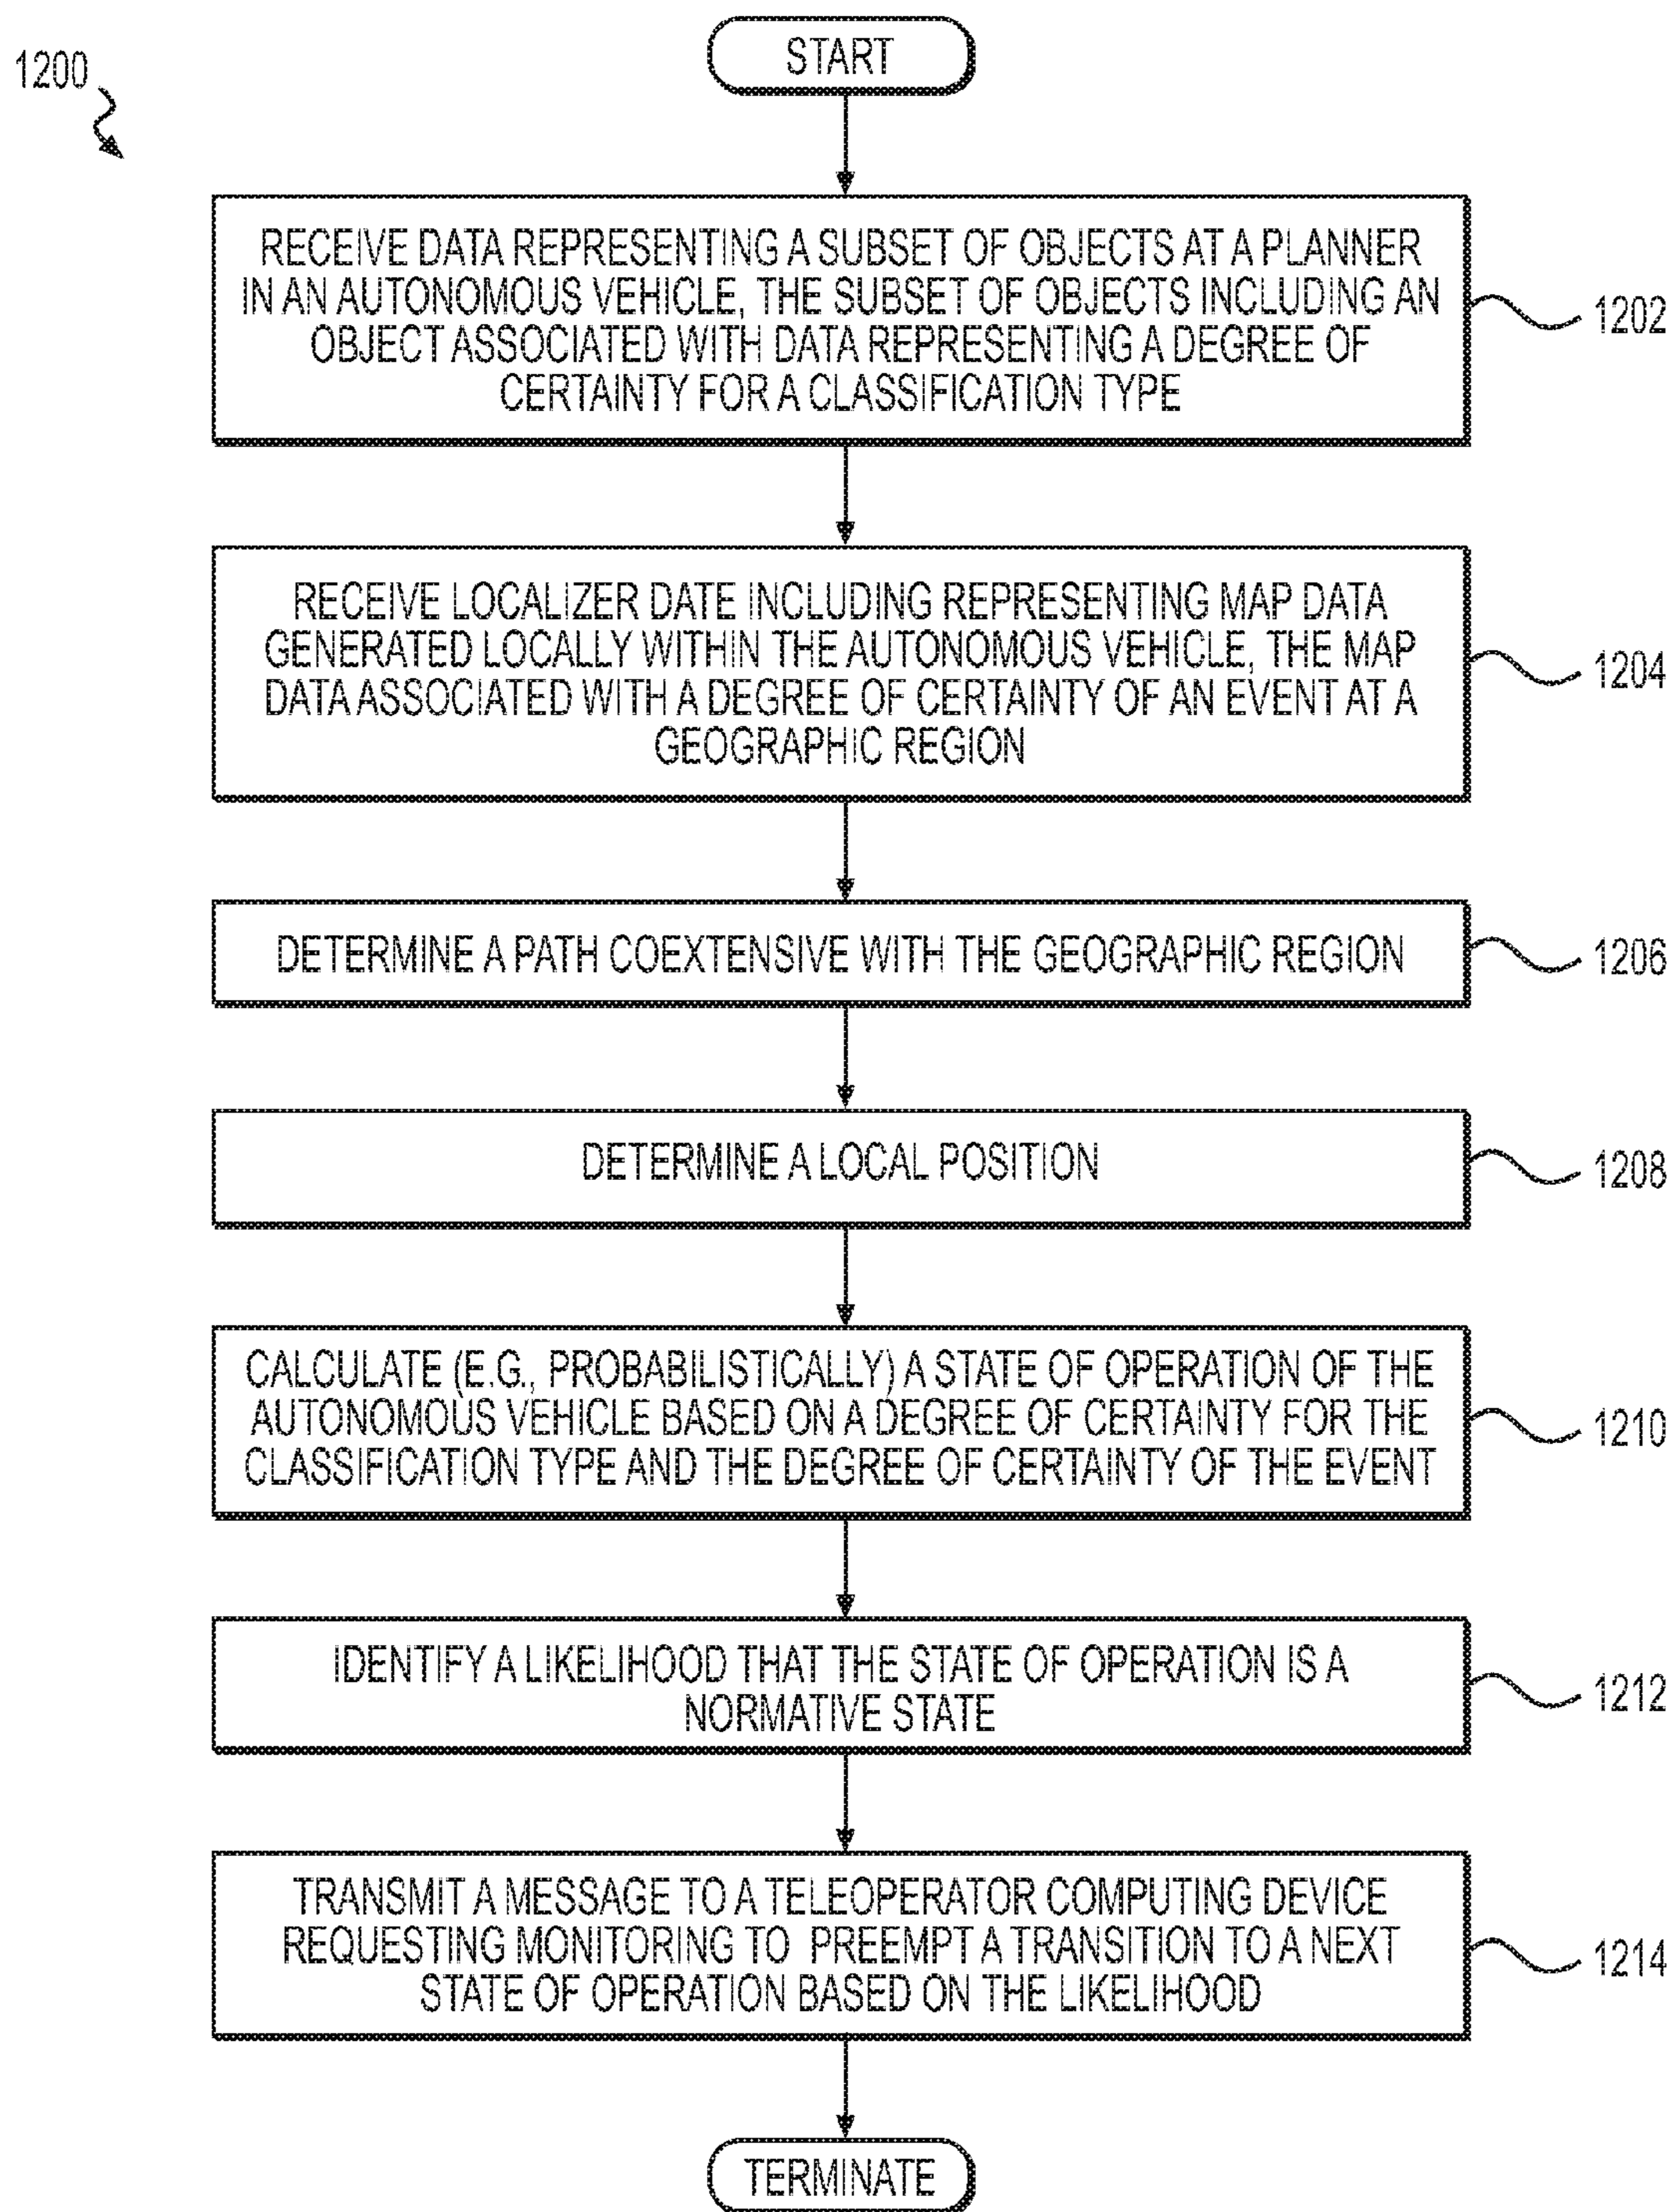 1200
START
RECEIVE DATA REPRESENTING A SUBSET OF OBJECTS AT A PLANNER
IN AN AUTONOMOUS VEHICLE, THE SUBSET OF OBJECTS INCLUDING AN
OBJECT ASSOCIATED WITH DATA REPRESENTING A DEGREE OF
CERTAINTY FOR A CLASSIFICATION TYPE
1202
RECEIVE LOCALIZER DATE INCLUDING REPRESENTING MAP DATA
GENERATED LOCALLY WITHIN THE AUTONOMOUS VEHICLE, THE MAP
DATA ASSOCIATED WITH A DEGREE OF CERTAINTY OF AN EVENT AT A
GEOGRAPHIC REGION
1204
DETERMINE A PATH COEXTENSIVE WITH THE GEOGRAPHIC REGION
1206
DETERMINE A LOCAL POSITION
1208
CALCULATE (E.G., PROBABILISTICALLY) A STATE OF OPERATION OF THE
AUTONOMOUS VEHICLE BASED ON A DEGREE OF CERTAINTY FOR THE
CLASSIFICATION TYPE AND THE DEGREE OF CERTAINTY OF THE EVENT
1210
IDENTIFY A LIKELIHOOD THAT THE STATE OF OPERATION IS A
NORMATIVE STATE
1212
TRANSMIT A MESSAGE TO A TELEOPERATOR COMPUTING DEVICE
REQUESTING MONITORING TO PREEMPT A TRANSITION TO A NEXT
STATE OF OPERATION BASED ON THE LIKELIHOOD
1214
TERMINATE